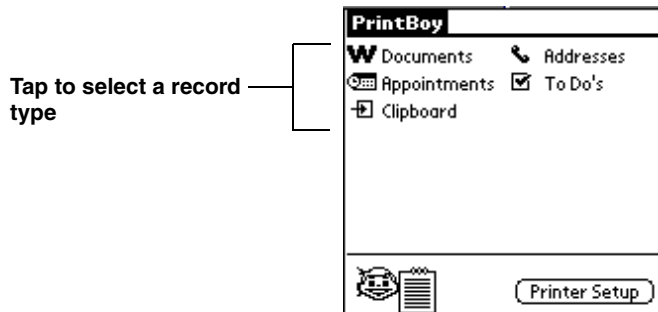 PrintBoy
Tap to select a record
type
Documents
Addresses
Appointments
To Do's
Clipboard
Printer Setup